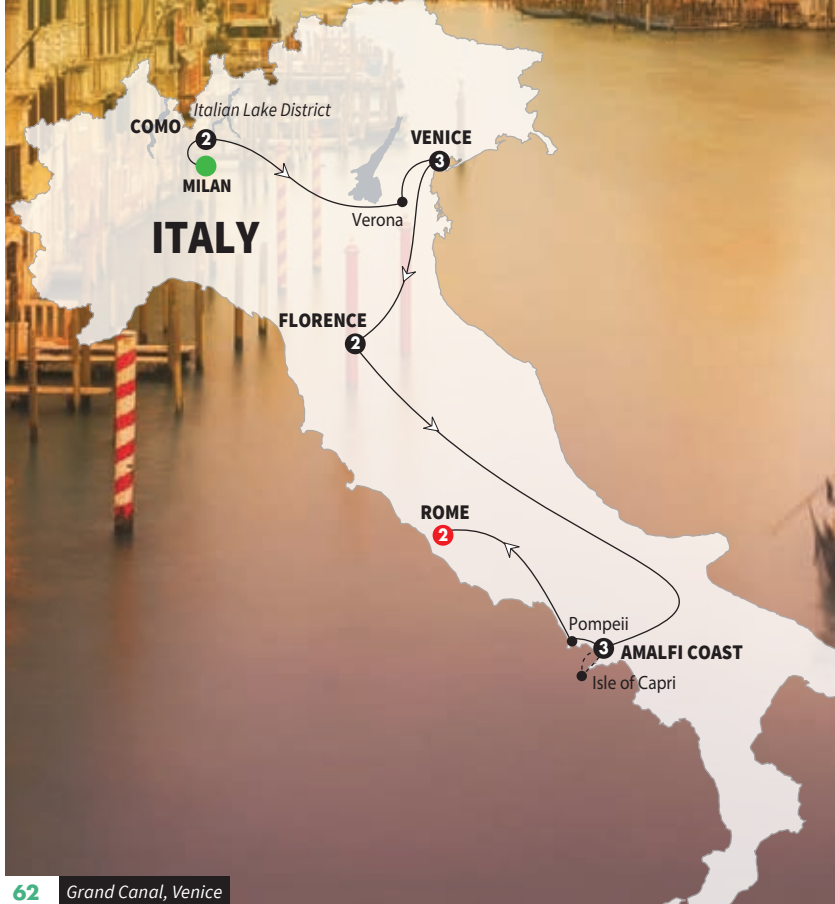 Italian Lake District
COMO
2
MILAN
VENICE
3
Verona
ITALY
FLORENCE
2
ROME
2
Pompeii
3
AMALFI COAST
Isle of Capri
62
Grand Canal, Venice